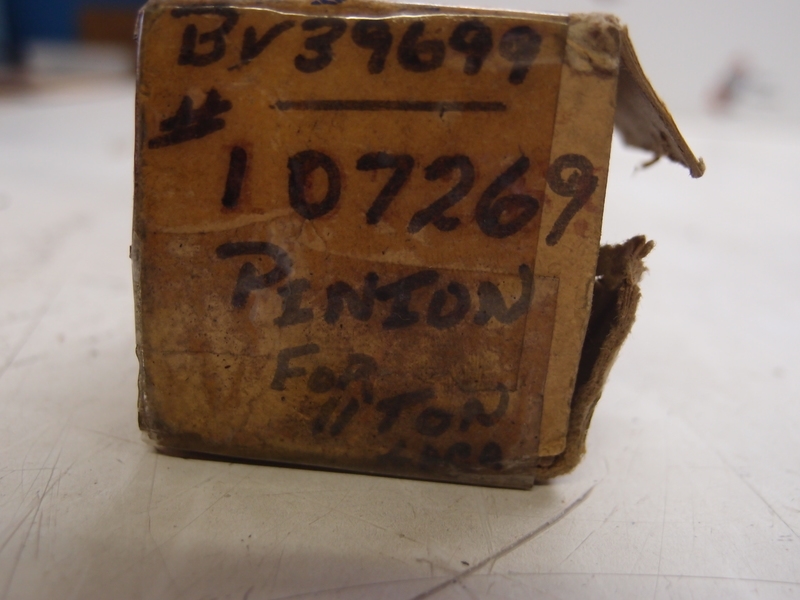 BV39699
# 107269
PINION
FOR
11 TON